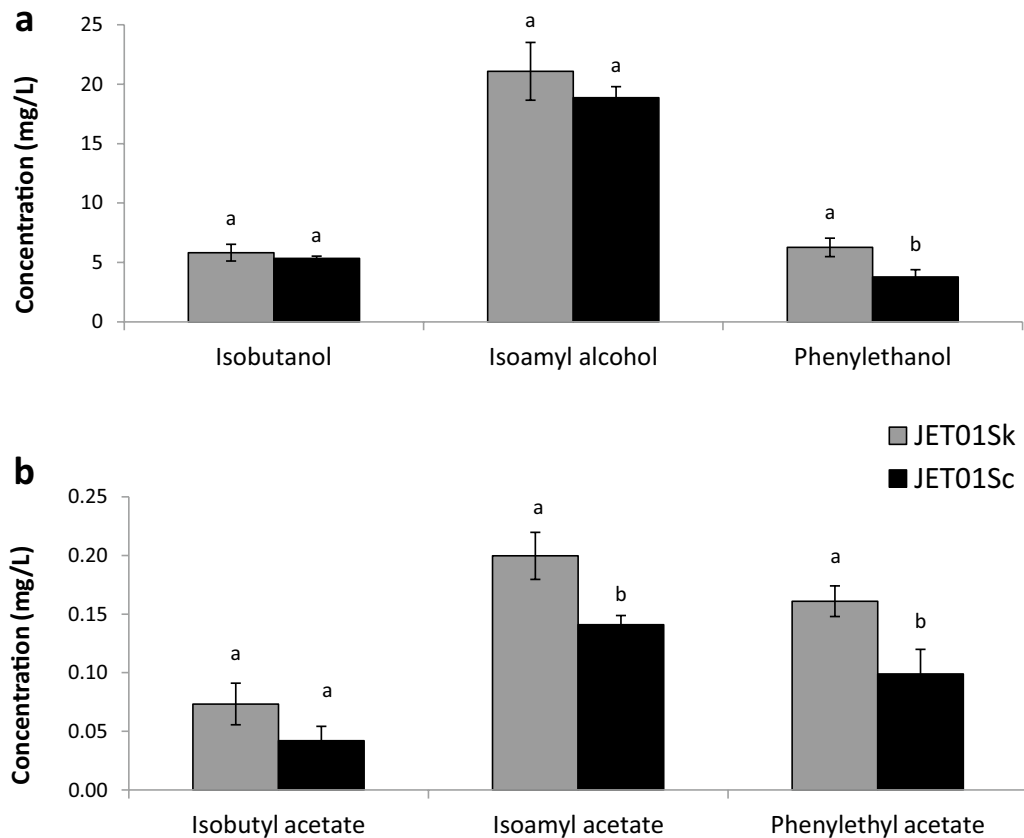 a
Concentration (mg/L)
25
20
15
10
5
0
a
a
a
a
a
b
Isobutanol
Isoamyl alcohol
Phenylethanol
JET01Sk
JET01Sc
b
Concentration (mg/L)
0.25
0.20
0.15
0.10
0.05
0.00
a
a
a
b
a
b
Isobutyl acetate
Isoamyl acetate
Phenylethyl acetate